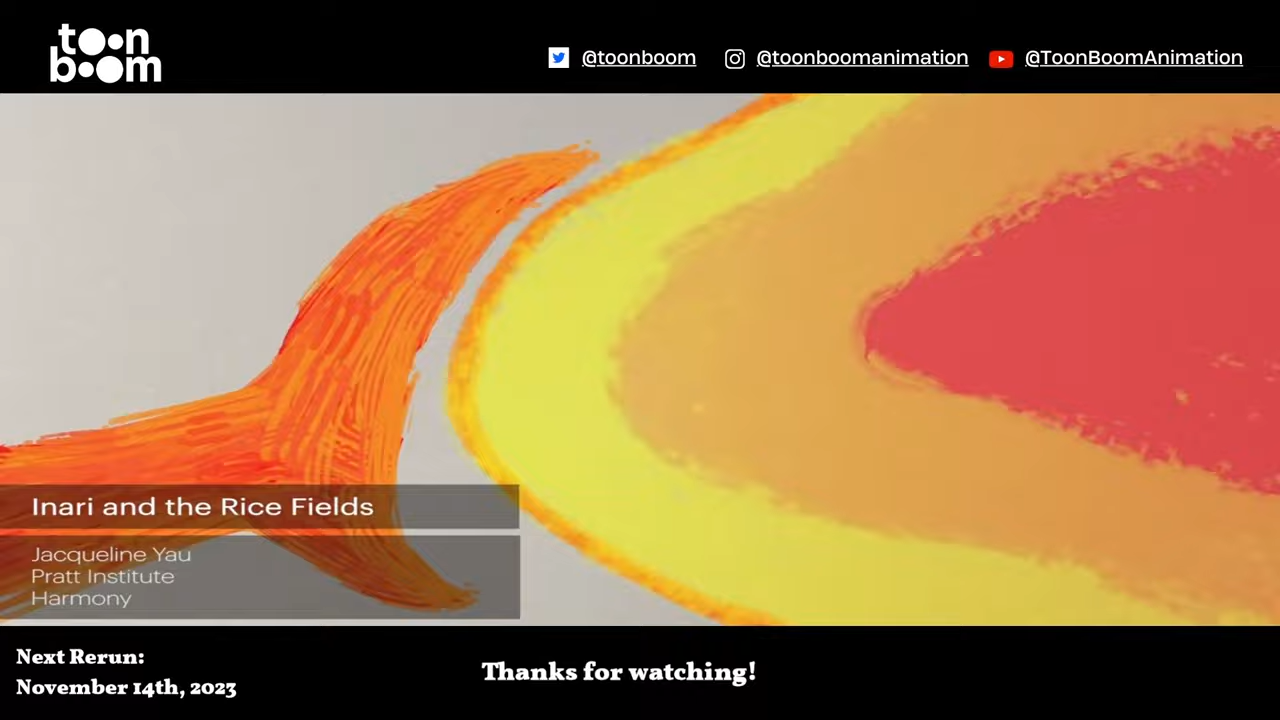 toon
boom
@toonboom @toonboomanimation @ToonBoomAnimation
Inari and the Rice Fields
Jacqueline Yau
Pratt Institute
Harmony
Next Rerun:
November 14th, 2023
Thanks for watching!